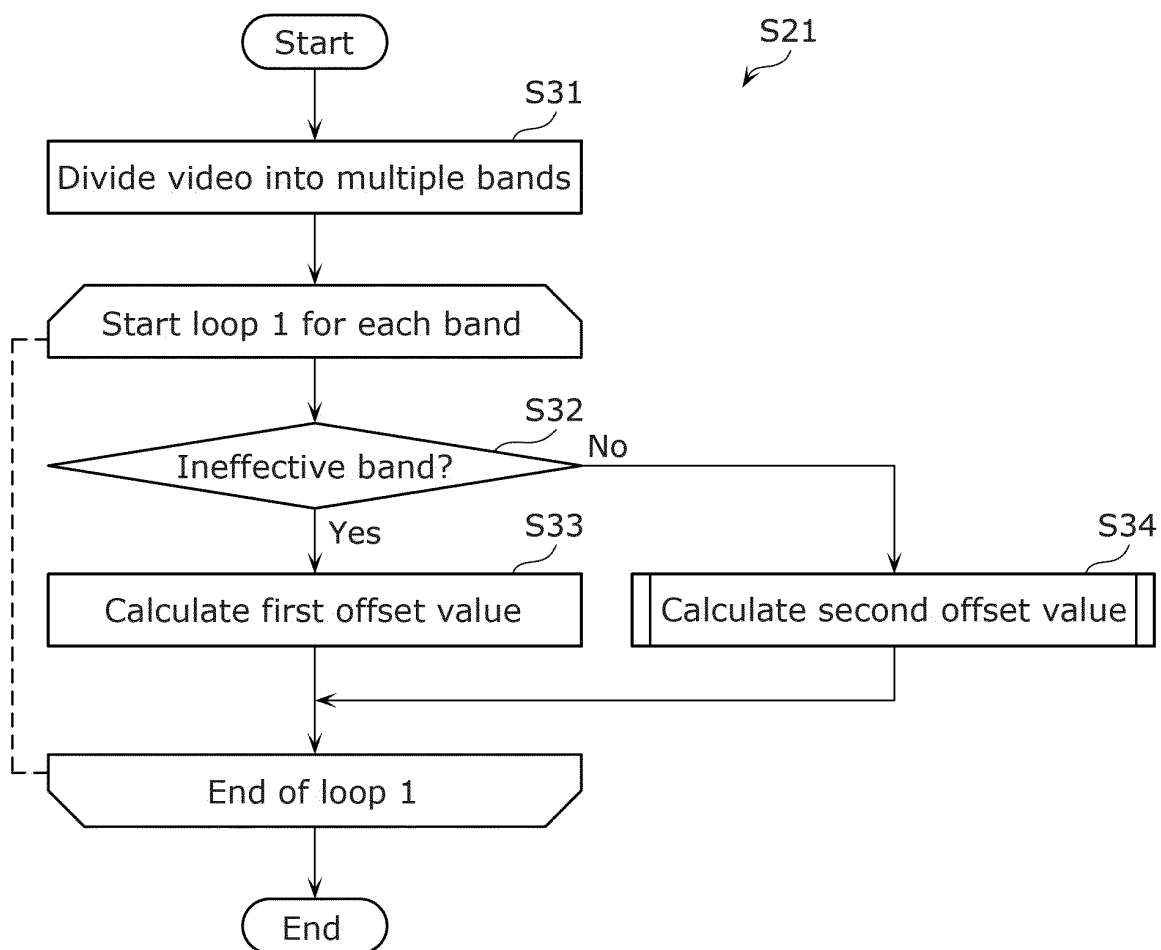 Start
S21
S31
Divide video into multiple bands
Start loop 1 for each band
S32
Ineffective band?
No
Yes
S33
S34
Calculate first offset value
Calculate second offset value
End of loop 1
End